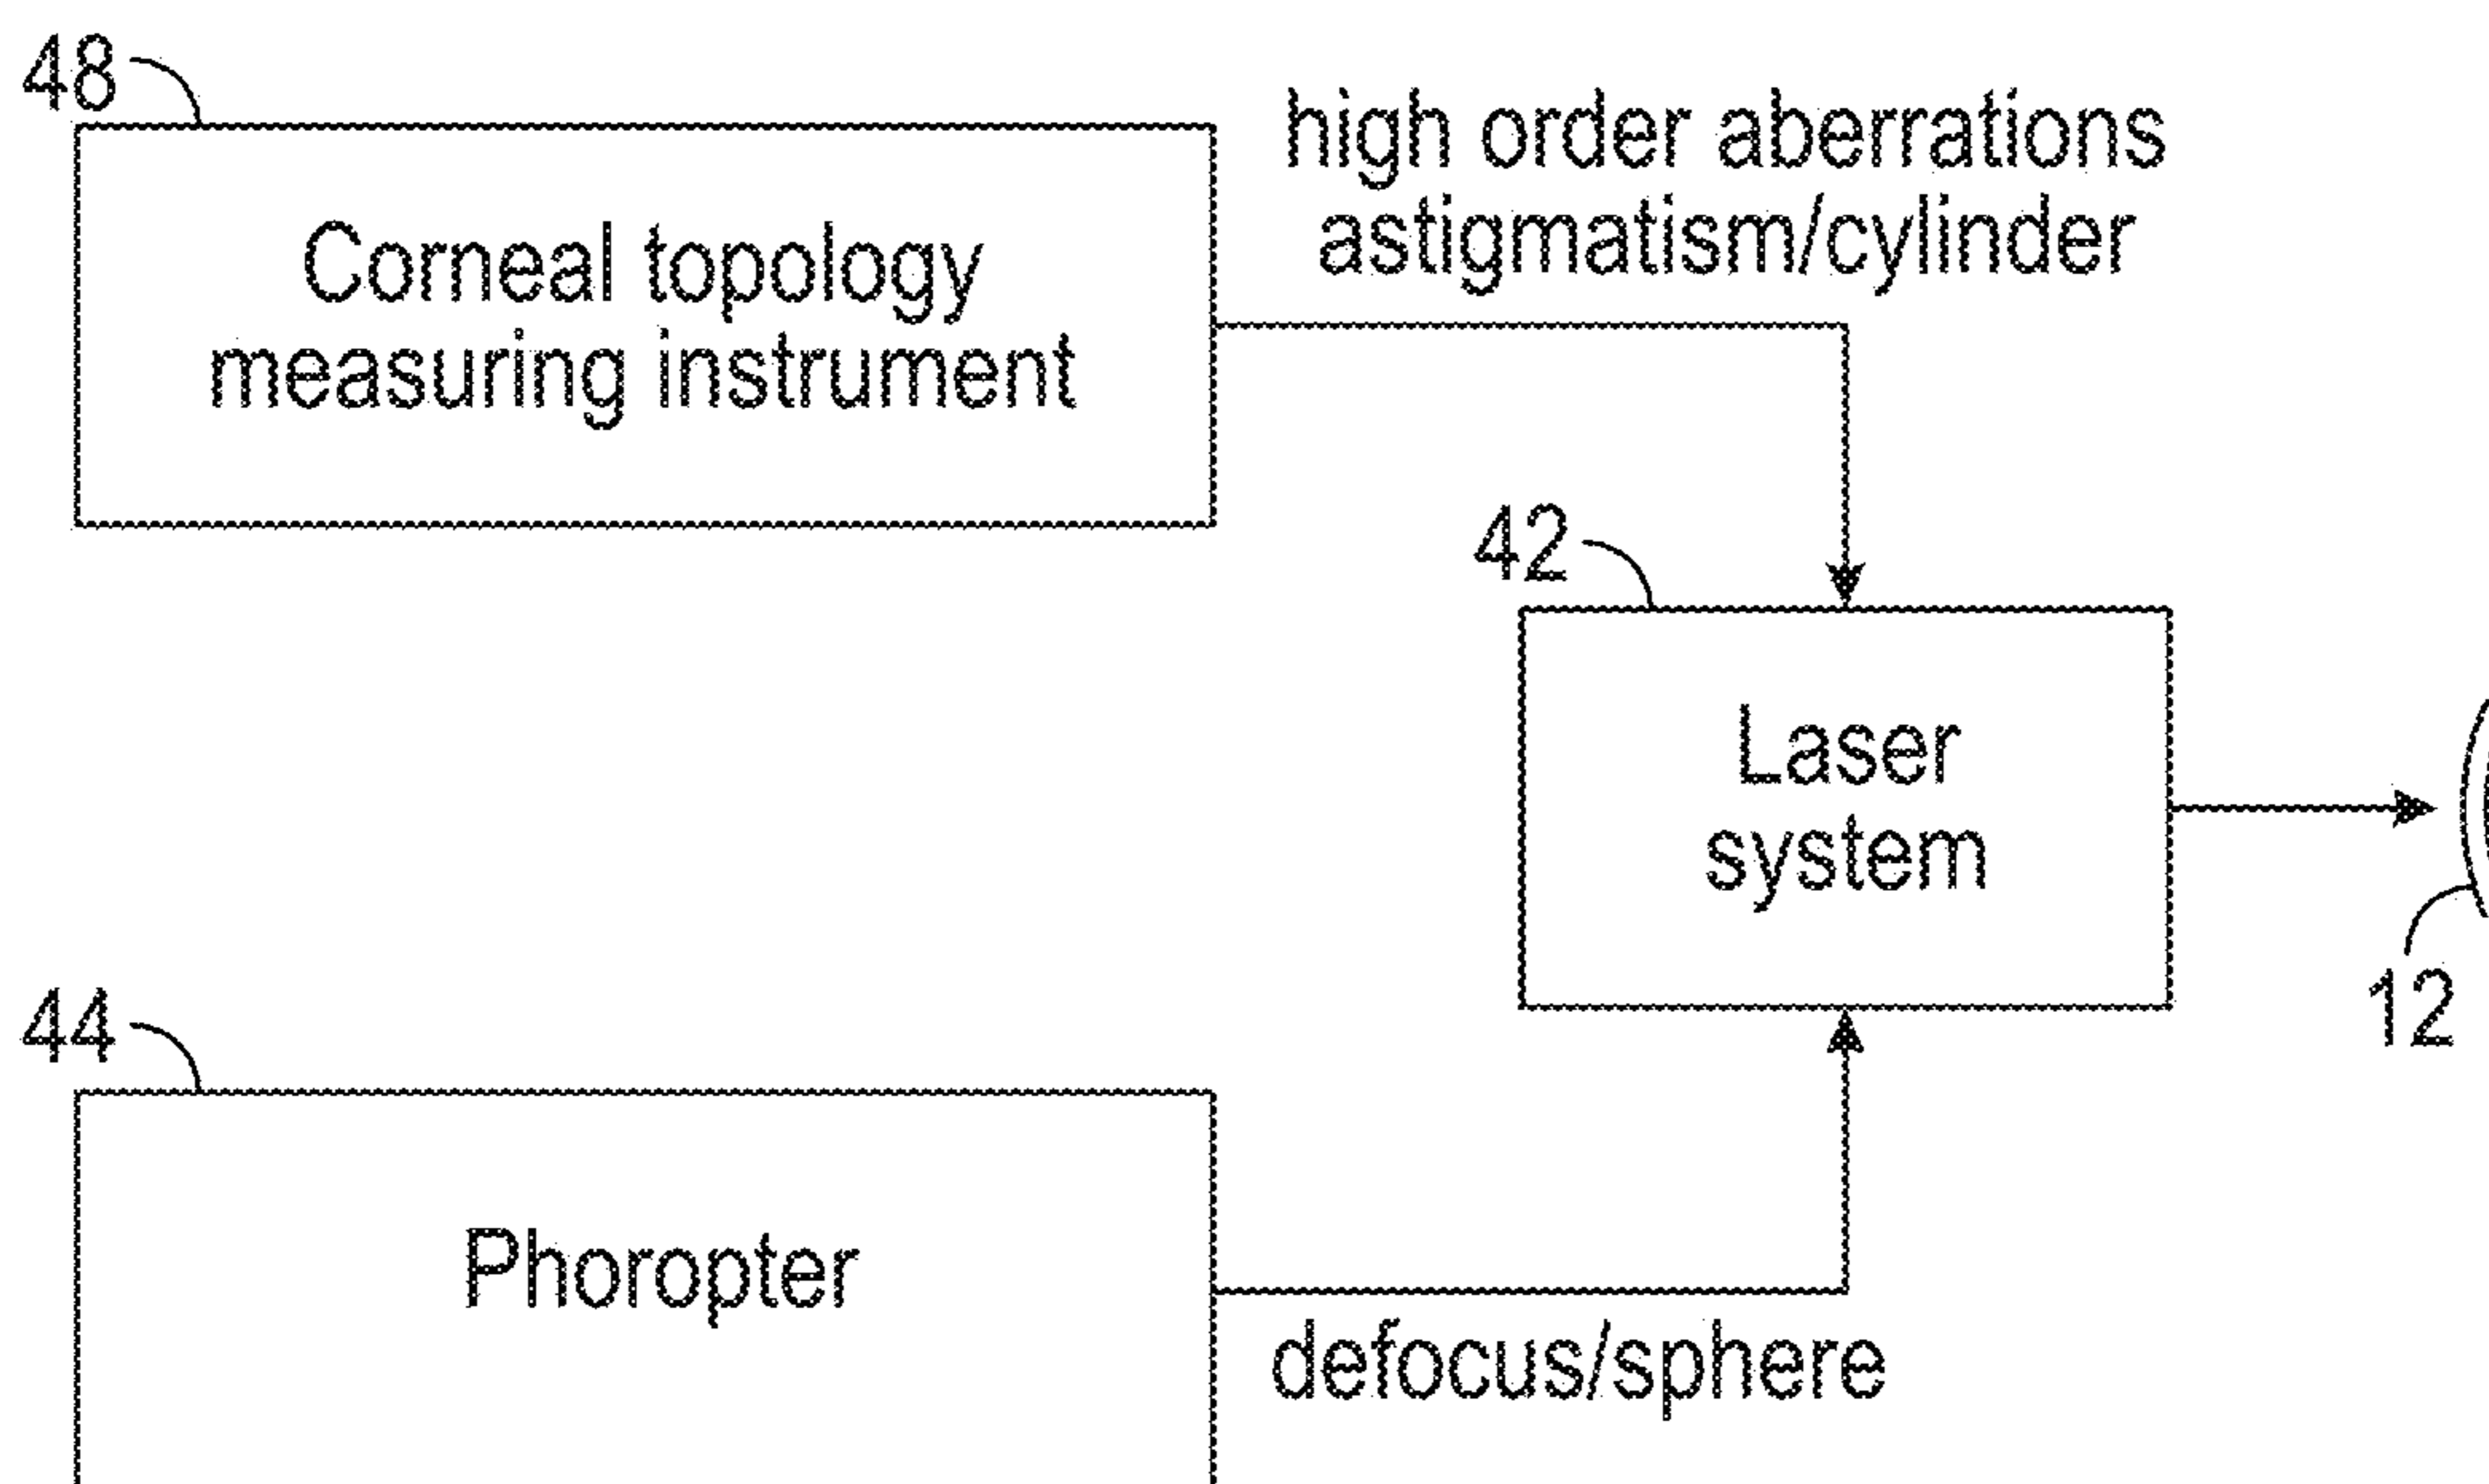 48
high order aberrations
astigmatism/cylinder
Corneal topology
measuring instrument
42
Laser
system
12
44
Phoropter
defocus/sphere